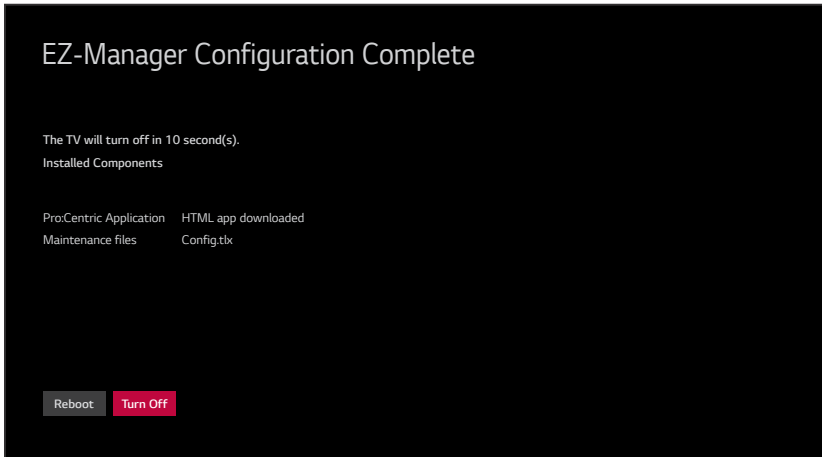 EZ-Manager Configuration Complete
The TV will turn off in 10 second(s).
Installed Components
Pro:Centric Application HTML app downloaded
Maintenance files Config.tlx
Reboot Turn Off